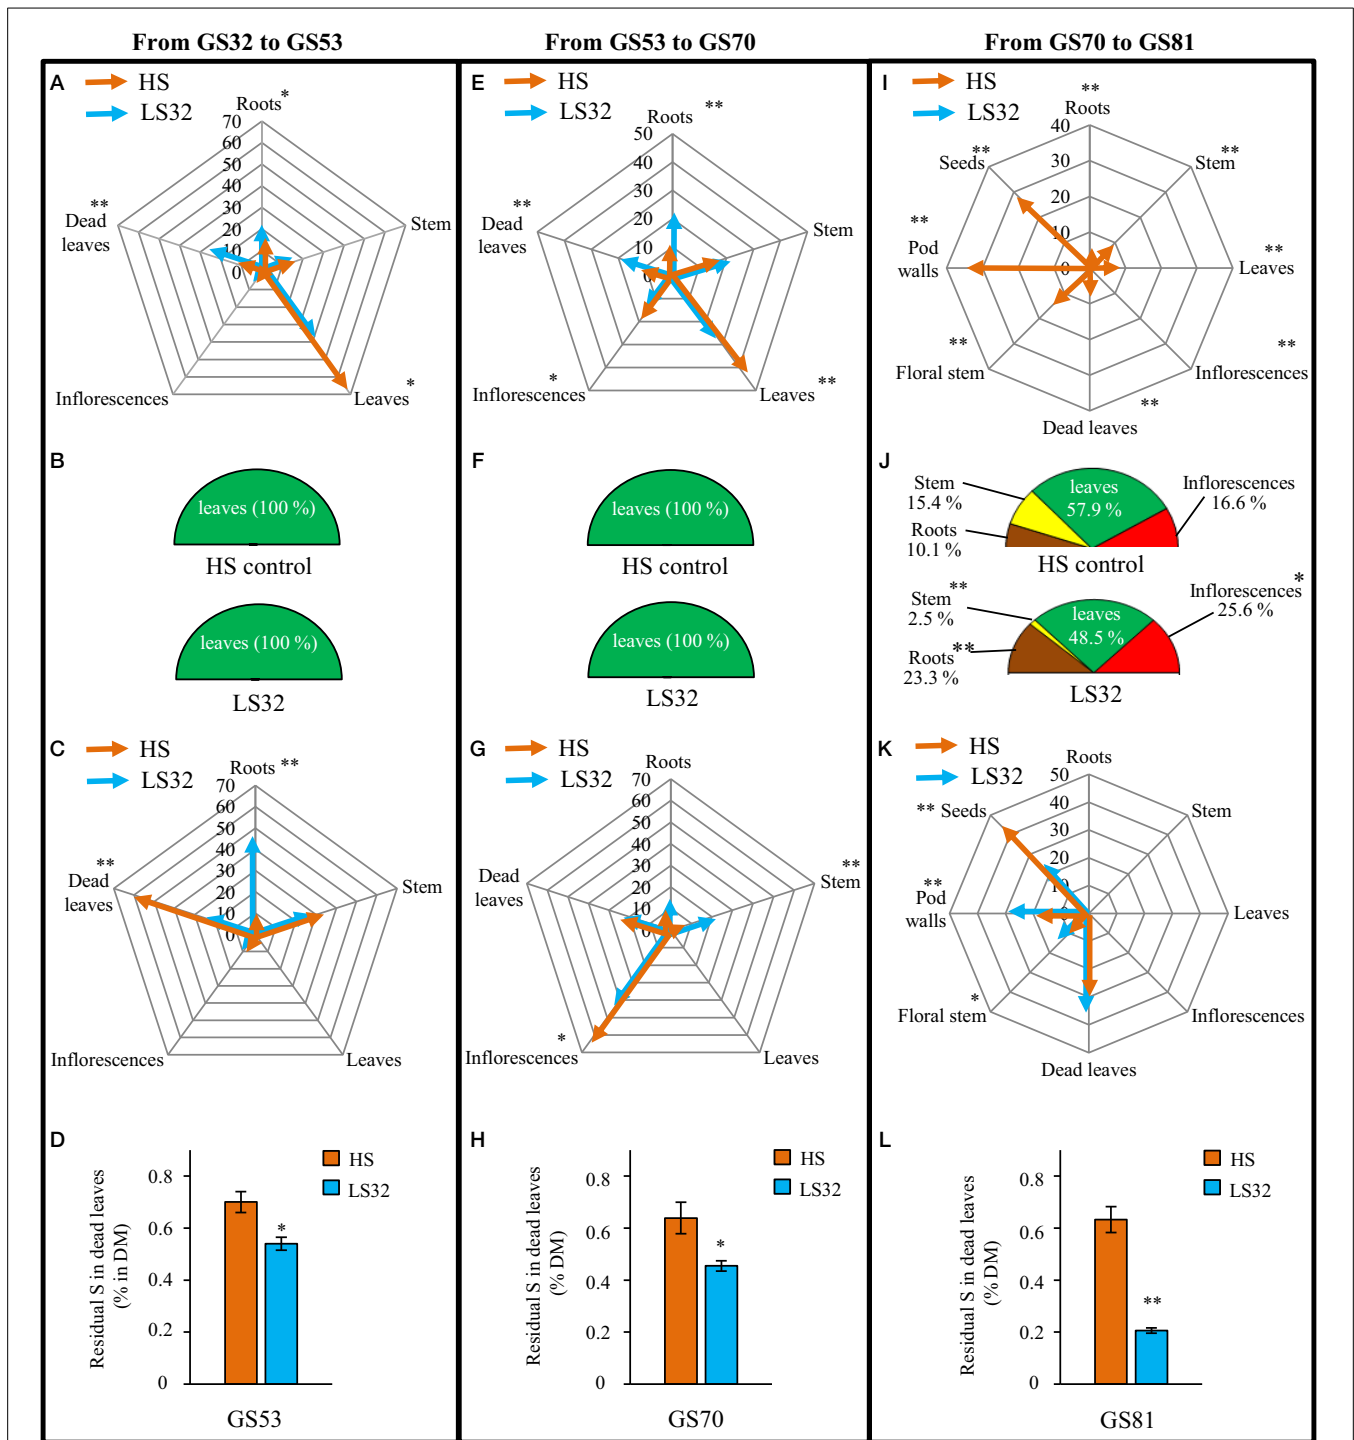 From GS32 to GS53
From GS53 to GS70
From GS70 to GS81
A
HS
LS32
Roots*
70
60
50
40
30
20
10
0
**
Dead
leaves
Stem
Inflorescences
Leaves *
B
leaves (100 %)
HS control
leaves (100 %)
LS32
C
HS
LS32
Roots **
70
60
50
40
30
20
10
0
**
Dead
leaves
Stem
Inflorescences
Leaves
D
HS
LS32
Residual S in dead leaves
(% in DM)
0.8
0.6
0.4
0.2
0
*
GS53
E
HS
LS32
Roots **
50
40
30
20
10
0
**
Dead
leaves
Stem
Inflorescences *
Leaves **
F
leaves (100 %)
HS control
leaves (100 %)
LS32
G
HS
LS32
Roots
70
60
50
40
30
20
10
0
Dead
leaves
**
Stem
*
Inflorescences
Leaves
H
HS
LS32
Residual S in dead leaves
(% DM)
0.8
0.6
0.4
0.2
0
*
GS70
I
HS
LS32
**
Roots
40
30
20
10
0
Seeds **
Stem **
**
Pod
walls
Leaves **
**
Floral stem
**
Inflorescences
**
Dead leaves
J
Stem
15.4 %
leaves
57.9 %
Inflorescences
16.6 %
Roots
10.1 %
HS control
Stem **
2.5 %
leaves
48.5 %
Inflorescences *
25.6 %
Roots **
23.3 %
LS32
K
HS
LS32
Roots
50
40
30
20
10
0
** Seeds
Stem
**
Pod
walls
Leaves
Floral stem *
Inflorescences
Dead leaves
L
HS
LS32
Residual S in dead leaves
(% DM)
0.8
0.6
0.4
0.2
0
**
GS81